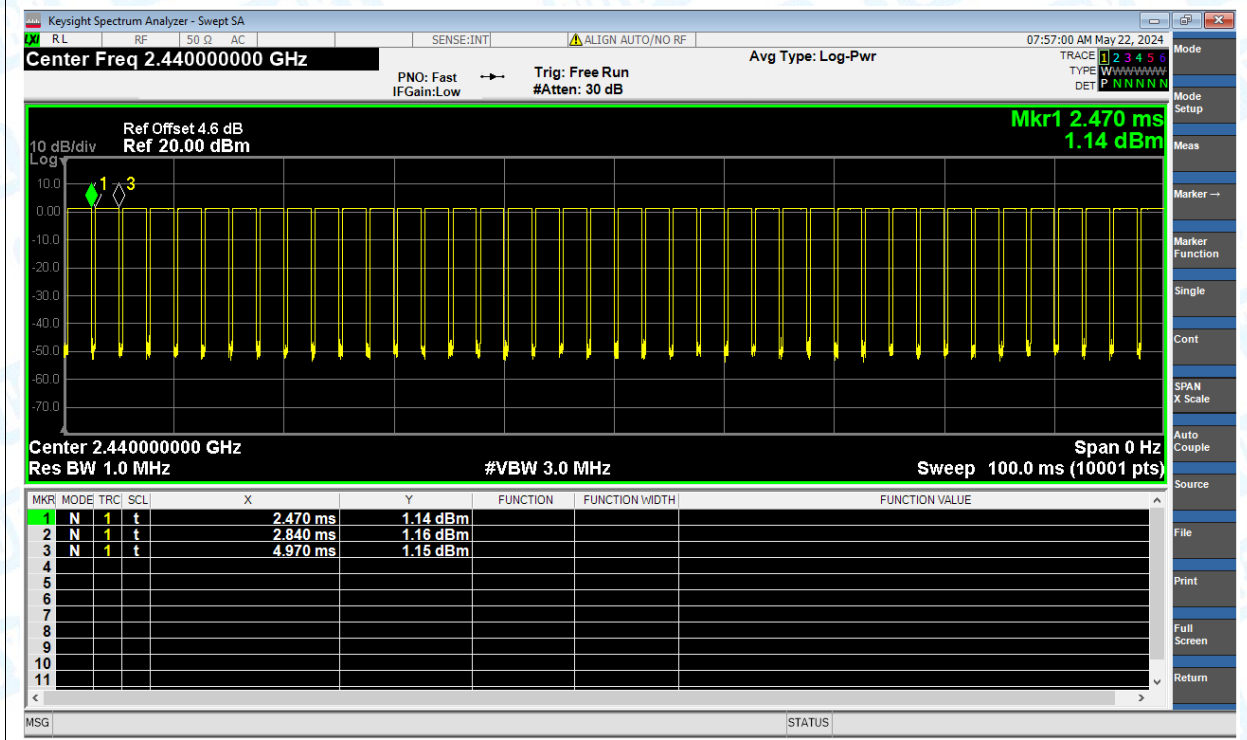 Keysight Spectrum Analyzer - Swept SA
LXI RL RF 50 Ω AC SENSE:INT ALIGN AUTO/NO RF 07:57:00 AM May 22, 2024
Center Freq 2.440000000 GHz Avg Type: Log-Pwr TRACE 1 2 3 4 5 6
PNO: Fast Trig: Free Run TYPE WWWWWW
IFGain:Low #Atten: 30 dB DET P N N N N N
Mkr1 2.470 ms
1.14 dBm
Ref Offset 4.6 dB
10 dB/div Ref 20.00 dBm
Log
1 3
10.0
0.00
-10.0
-20.0
-30.0
-40.0
-50.0
-60.0
-70.0
Center 2.440000000 GHz Span 0 Hz
Res BW 1.0 MHz #VBW 3.0 MHz Sweep 100.0 ms (10001 pts)
MKR MODE TRC SCL X Y FUNCTION FUNCTION WIDTH FUNCTION VALUE
1 N 1 t 2.470 ms 1.14 dBm
2 N 1 t 2.840 ms 1.16 dBm
3 N 1 t 4.970 ms 1.15 dBm
4
5
6
7
8
9
10
11
MSG STATUS
Mode
Mode
Setup
Meas
Marker→
Marker
Function
Single
Cont
SPAN
X Scale
Auto
Couple
Source
File
Print
Full
Screen
Return